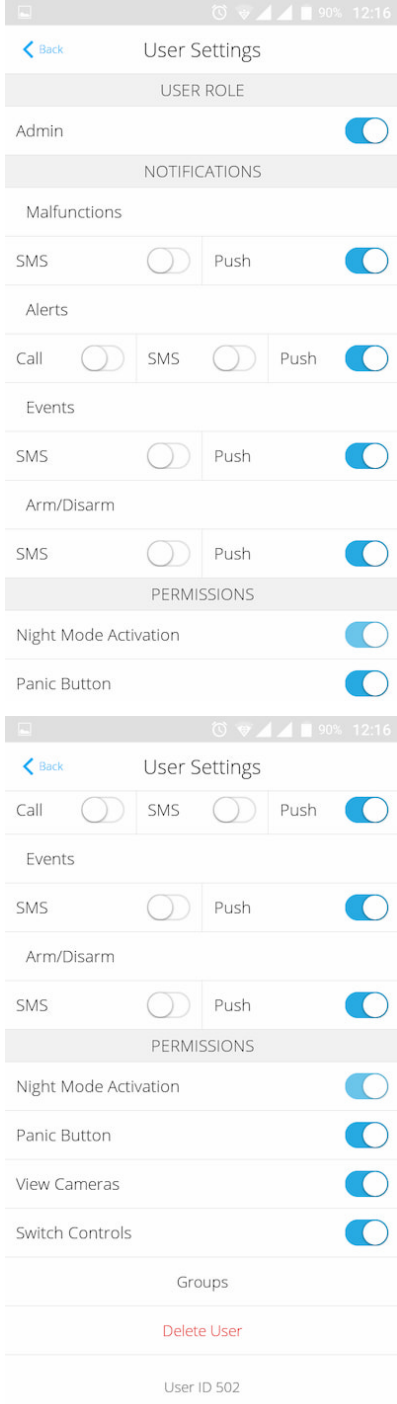 90% 12:16
Back User Settings
USER ROLE
Admin
NOTIFICATIONS
Malfunctions
SMS Push
Alerts
Call SMS Push
Events
SMS Push
Arm/Disarm
SMS Push
PERMISSIONS
Night Mode Activation
Panic Button
90% 12:16
Back User Settings
Call SMS Push
Events
SMS Push
Arm/Disarm
SMS Push
PERMISSIONS
Night Mode Activation
Panic Button
View Cameras
Switch Controls
Groups
Delete User
User ID 502